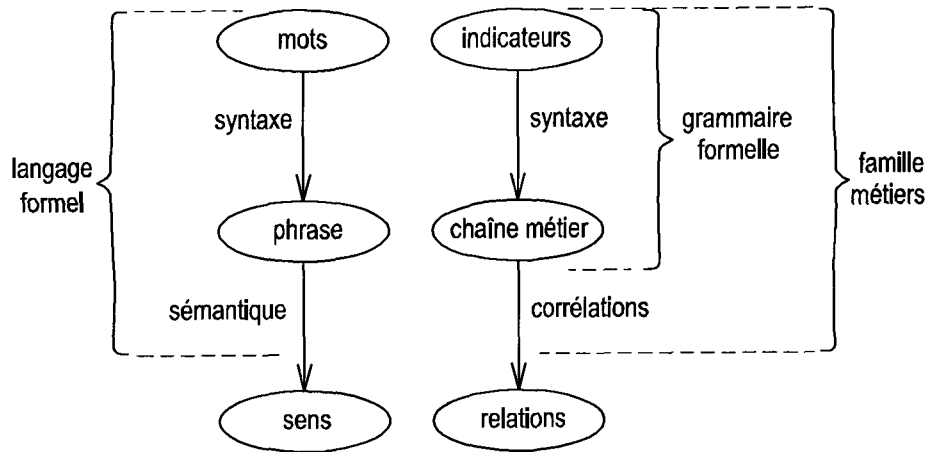 mots
indicateurs
syntaxe
syntaxe
grammaire
formelle
langage
formel
famille
métiers
phrase
chaîne métier
sémantique
corrélations
sens
relations